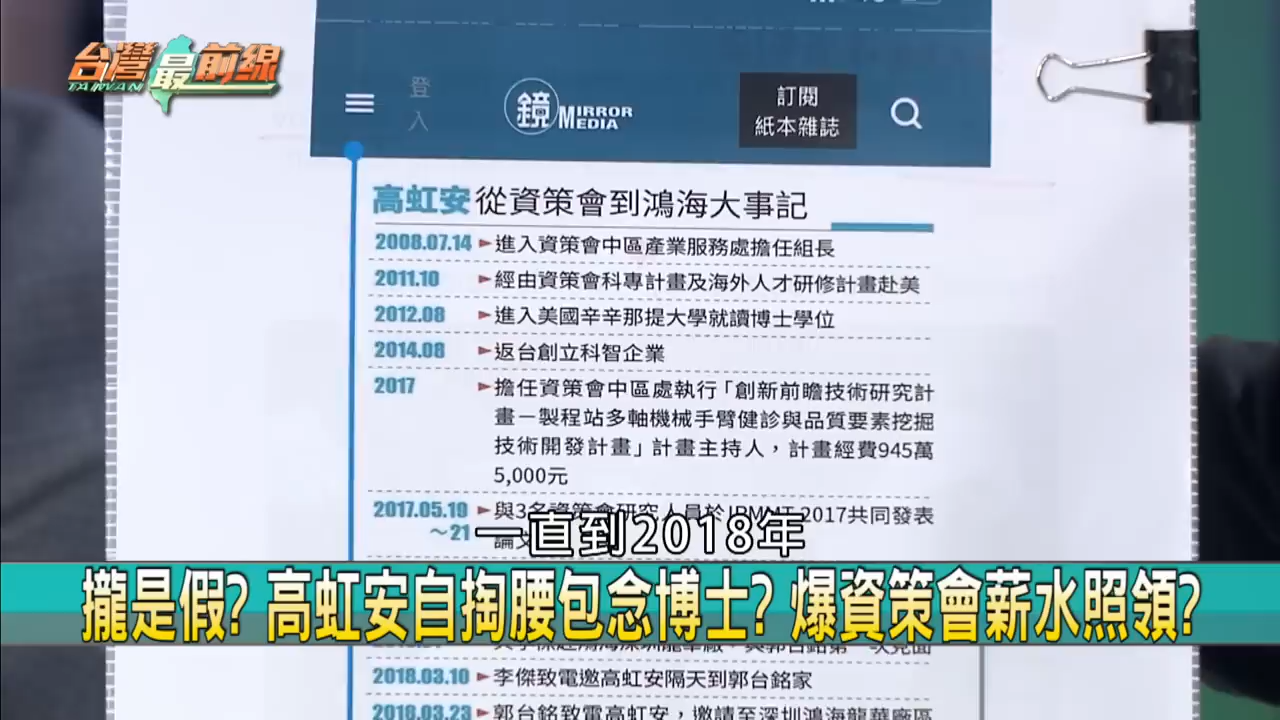 台灣最前線
TAIWAN
登入
鏡 MIRROR MEDIA
訂閱
紙本雜誌
高虹安從資策會到鴻海大事記
2008.07.14 ►進入資策會中區產業服務處擔任組長
2011.10 ►經由資策會科專計畫及海外人才研修計畫赴美
2012.08 ►進入美國辛辛那提大學就讀博士學位
2014.08 ►返台創立科智企業
2017 ►擔任資策會中區處執行「創新前瞻技術研究計
畫－製程站多軸機械手臂健診與品質要素挖掘
技術開發計畫」計畫主持人，計畫經費945萬
5,000元
2017.05.19 ►與3名資策會研究人員於 2017共同發表
～21 論文
一直到2018年
攏是假? 高虹安自掏腰包念博士? 爆資策會薪水照領?
2018.03.10 ►李傑致電邀高虹安隔天到郭台銘家
2018.03.23 ►郭台銘致電高虹安，邀請至深圳鴻海龍華廠區